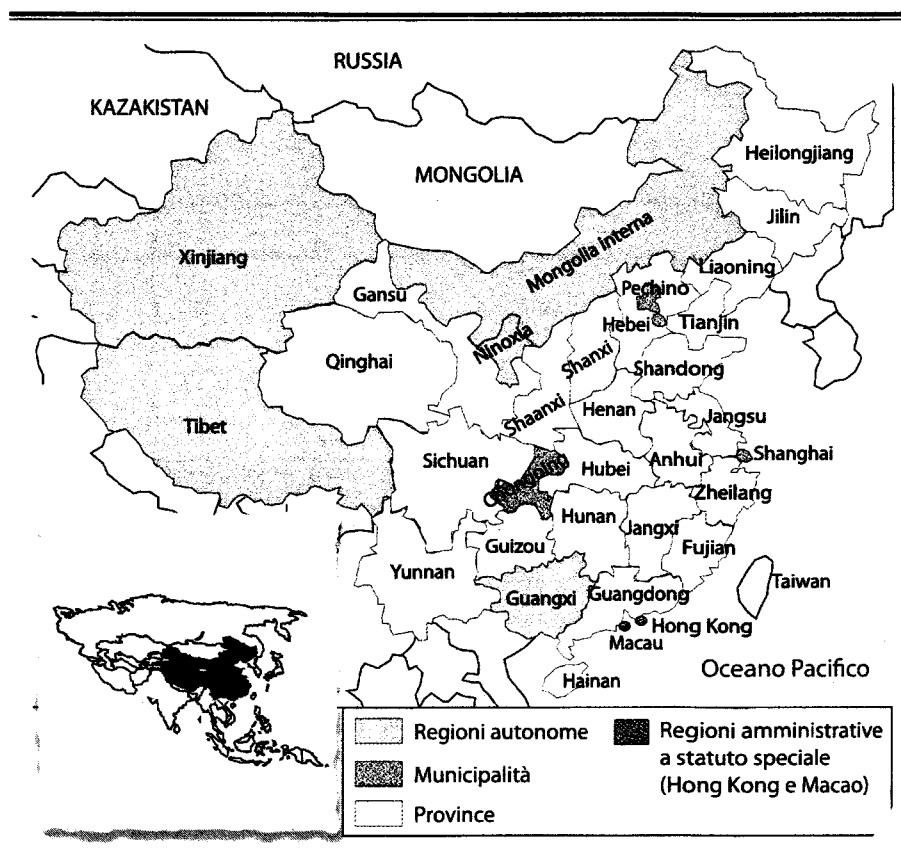 RUSSIA
KAZAKISTAN
MONGOLIA
Heilongjiang
Jilin
Mongolia Interna
Xinjiang
Liaoning
Gansu
Pechino
Hebei
Tianjin
Ninoxia
Qinghai
Shanxi
Shandong
Shaanxi
Henan
Jangsu
Tibet
Sichuan
Hubei
Anhui
Shanghai
Zheilang
Hunan
Jangxi
Guizou
Fujian
Yunnan
Guangxi
Guangdong
Taiwan
Hong Kong
Macau
Hainan
Oceano Pacifico
Regioni autonome
Municipalità
Province
Regioni amministrative
a statuto speciale
(Hong Kong e Macao)